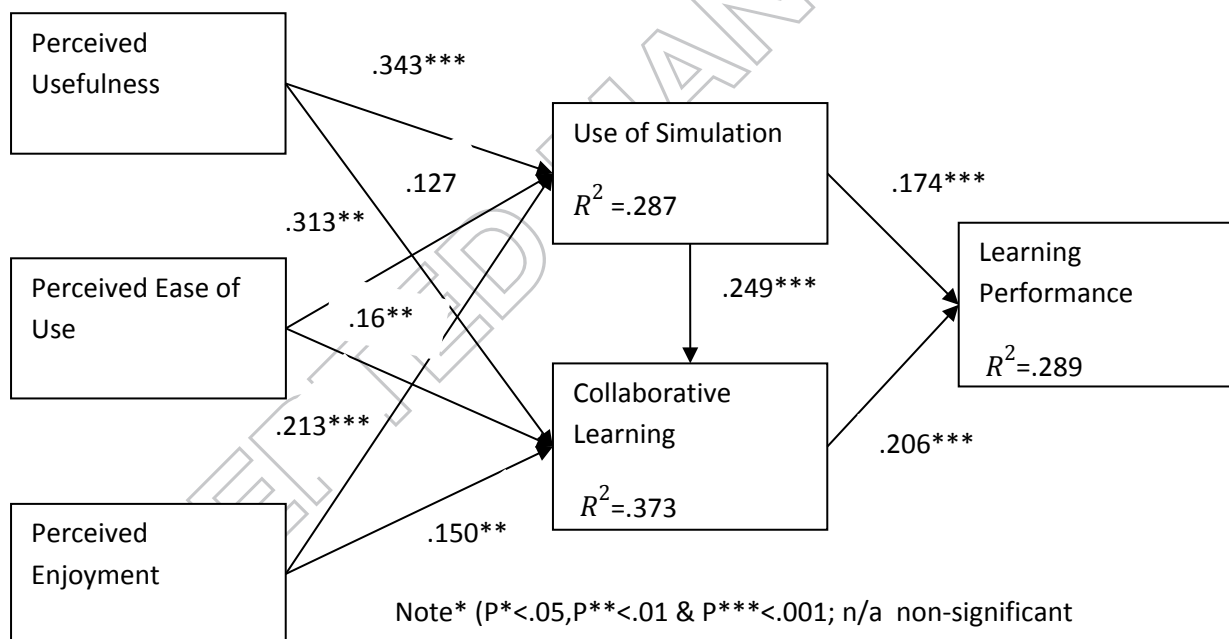 Perceived
Usefulness
.343***
Use of Simulation
R² =.287
.127
.313**
.174***
Perceived Ease of
Use
.16**
.249***
Learning
Performance
R²=.289
Collaborative
Learning
R²=.373
.213***
.206***
.150**
Perceived
Enjoyment
Note* (P*<.05,P**<.01 & P***<.001; n/a non-significant